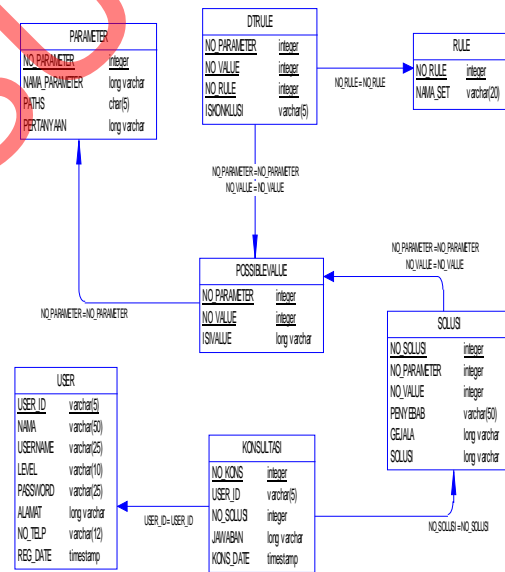 PARAMETER
NO_PARAMETER integer
NAMA_PARAMETER long varchar
PATHS char(5)
PERTANYAAN long varchar
DTRULE
NO_PARAMETER integer
NO_VALUE integer
NO_RULE integer
ISKONKLUSI varchar(5)
RULE
NO_RULE integer
NAMA_SET varchar(20)
NO_RULE = NO_RULE
NO_PARAMETER = NO_PARAMETER
NO_VALUE = NO_VALUE
NO_PARAMETER = NO_PARAMETER
NO_VALUE = NO_VALUE
POSSIBLEVALUE
NO_PARAMETER integer
NO_VALUE integer
ISIVALUE long varchar
NO_PARAMETER = NO_PARAMETER
SOLUSI
NO_SOLUSI integer
NO_PARAMETER integer
NO_VALUE integer
PENYEBAB varchar(50)
GEJALA long varchar
SOLUSI long varchar
USER
USER_ID varchar(5)
NAMA varchar(50)
USERNAME varchar(25)
LEVEL varchar(10)
PASSWORD varchar(25)
ALAMAT long varchar
NO_TELP varchar(12)
REG_DATE timestamp
KONSULTASI
NO_KONS integer
USER_ID varchar(5)
NO_SOLUSI integer
JAWABAN long varchar
KONS_DATE timestamp
USER_ID = USER_ID
NO_SOLUSI = NO_SOLUSI